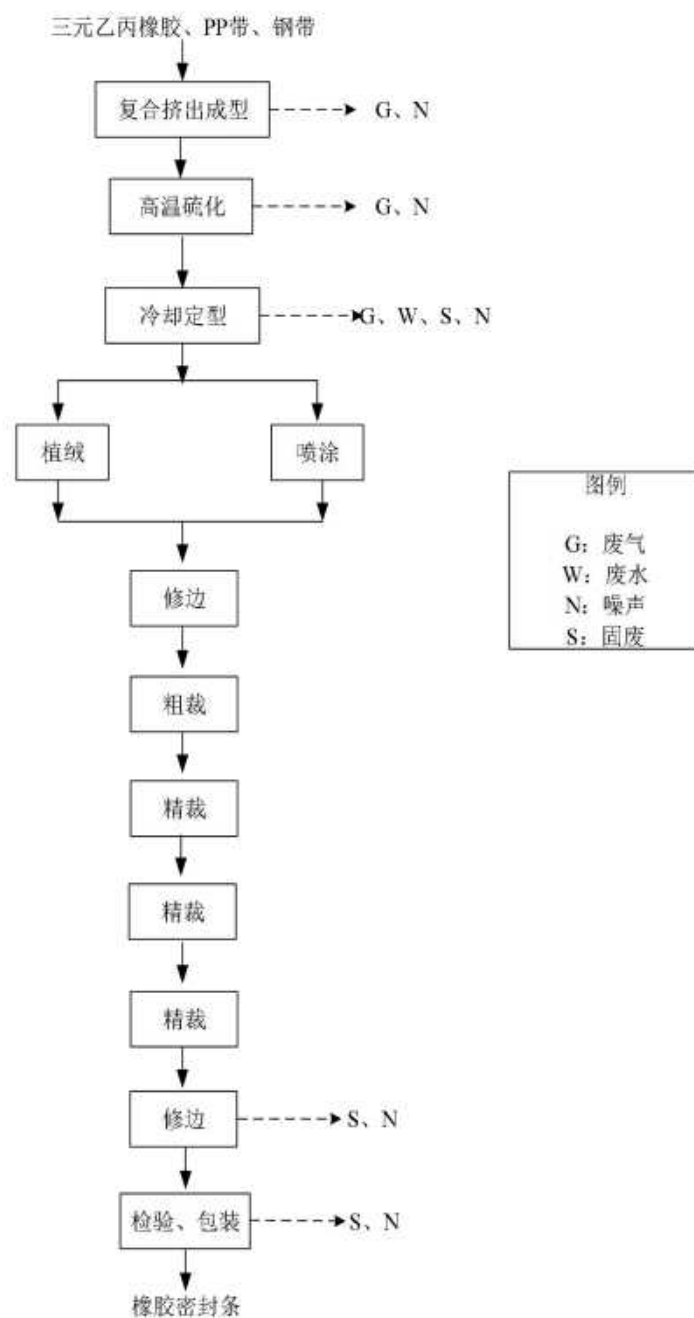 三元乙丙橡胶、PP带、钢带
复合挤出成型
G、N
高温硫化
G、N
冷却定型
G、W、S、N
植绒
喷涂
图例
G：废气
W：废水
N：噪声
S：固废
修边
粗裁
精裁
精裁
精裁
修边
S、N
检验、包装
S、N
橡胶密封条